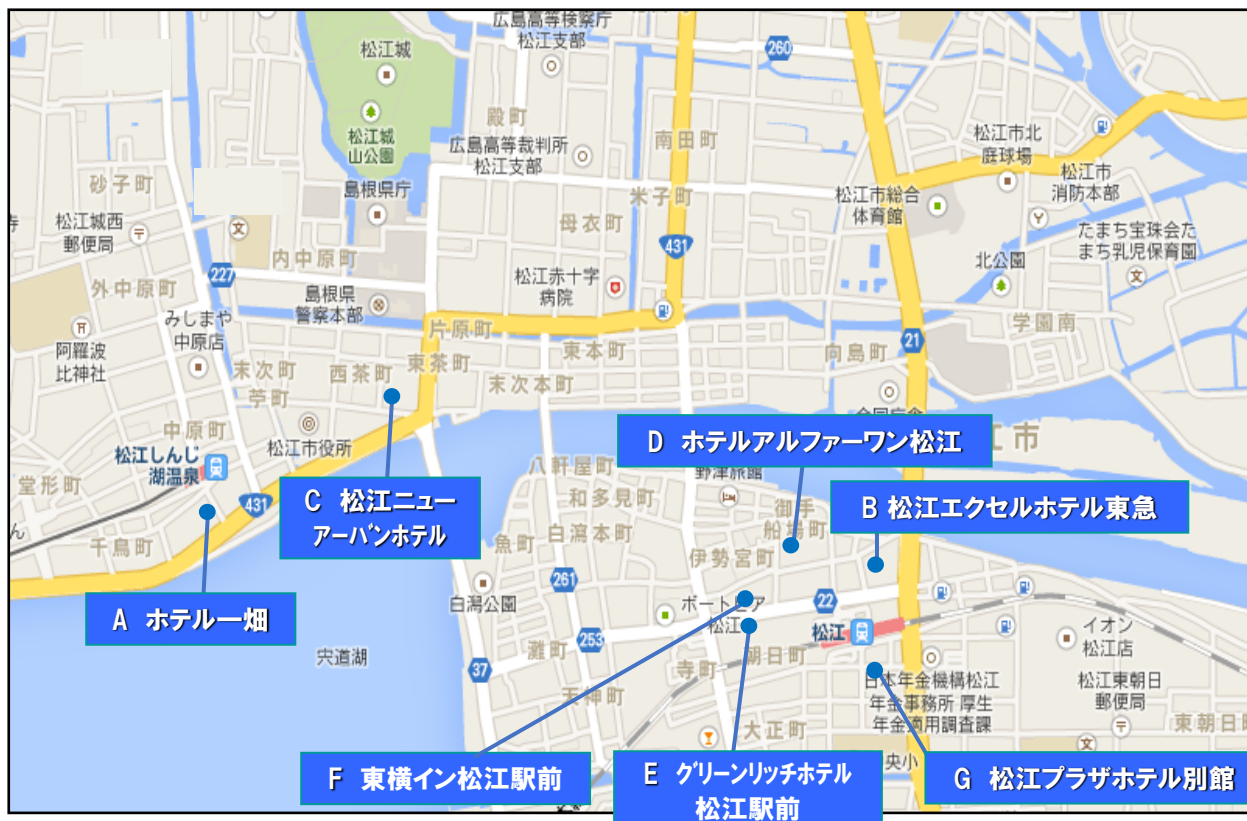 広島高等検察庁
松江支部
260
松江城
殿町
南田町
松江城
山公園
広島高等裁判所
松江支部
松江市北
庭球場
松江市
消防本部
砂子町
島根県庁
米子町
松江市総合
体育館
松江城西
郵便局
母衣町
431
たまち宝珠会た
まち乳児保育園
内中原町
227
松江赤十字
病院
北公園
外中原町
島根県
警察本部
みしまや
中原店
片原町
学園南
阿羅波
比神社
東茶町
東本町
向島町
21
末次町
西茶町
末次本町
苧町
中原町
松江市役所
D ホテルアルファーワン松江
江市
松江しんじ
湖温泉
八軒屋町
野津旅館
堂形町
431
C 松江ニュー
アーバンホテル
和多見町
御手
船場町
B 松江エクセルホテル東急
ん
千鳥町
魚町
白瀉本町
伊勢宮町
261
白潟公園
ボートピア
松江
22
A ホテル一畑
253
松江
イオン
松江店
宍道湖
灘町
朝日町
37
寺町
日本年金機構松江
年金事務所 厚生
年金適用調査課
松江東朝日
郵便局
天神町
大正町
東朝日町
F 東横イン松江駅前
E グリーンリッチホテル
松江駅前
央小
G 松江プラザホテル別館